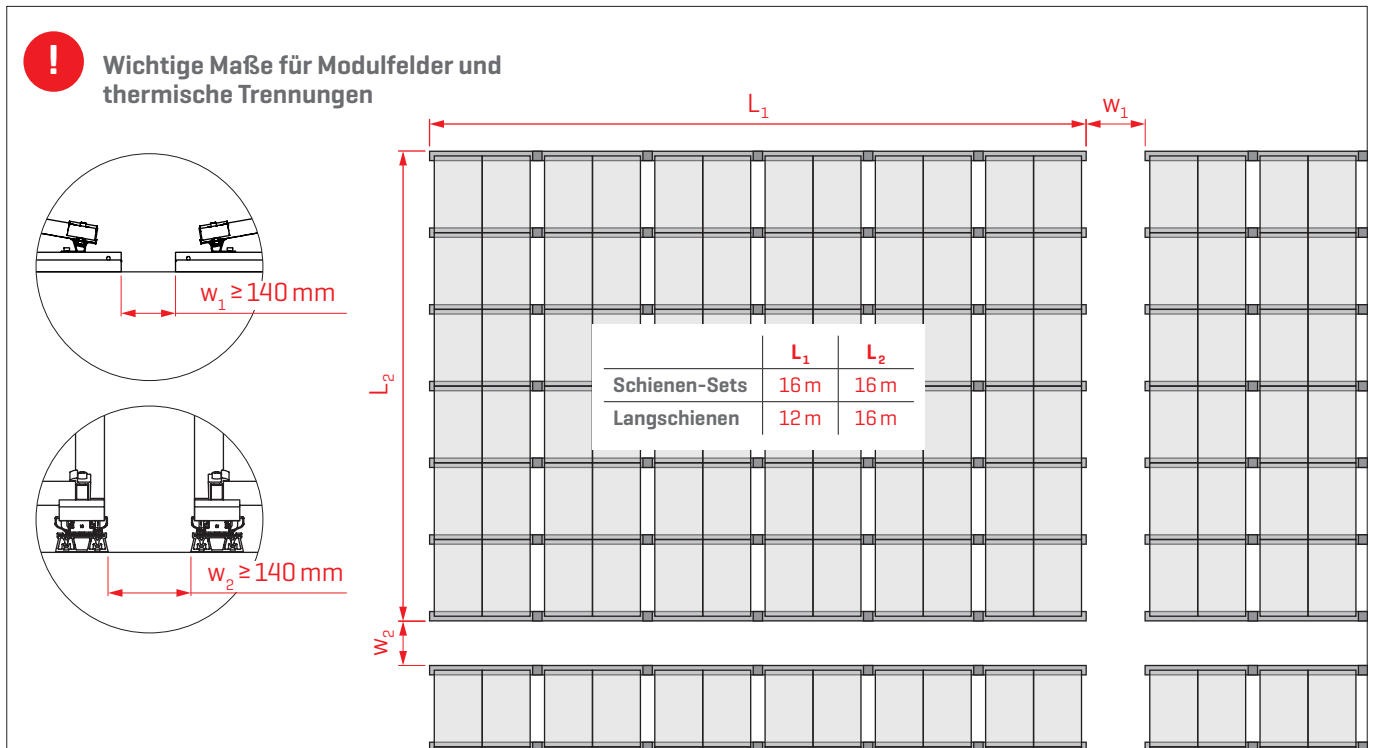 !
Wichtige Maße für Modulfelder und
thermische Trennungen
L₁
w₁
w₁ ≥ 140 mm
L₂
L₁ L₂
Schienen-Sets 16 m 16 m
Langschienen 12 m 16 m
w₂ ≥ 140 mm
w₂